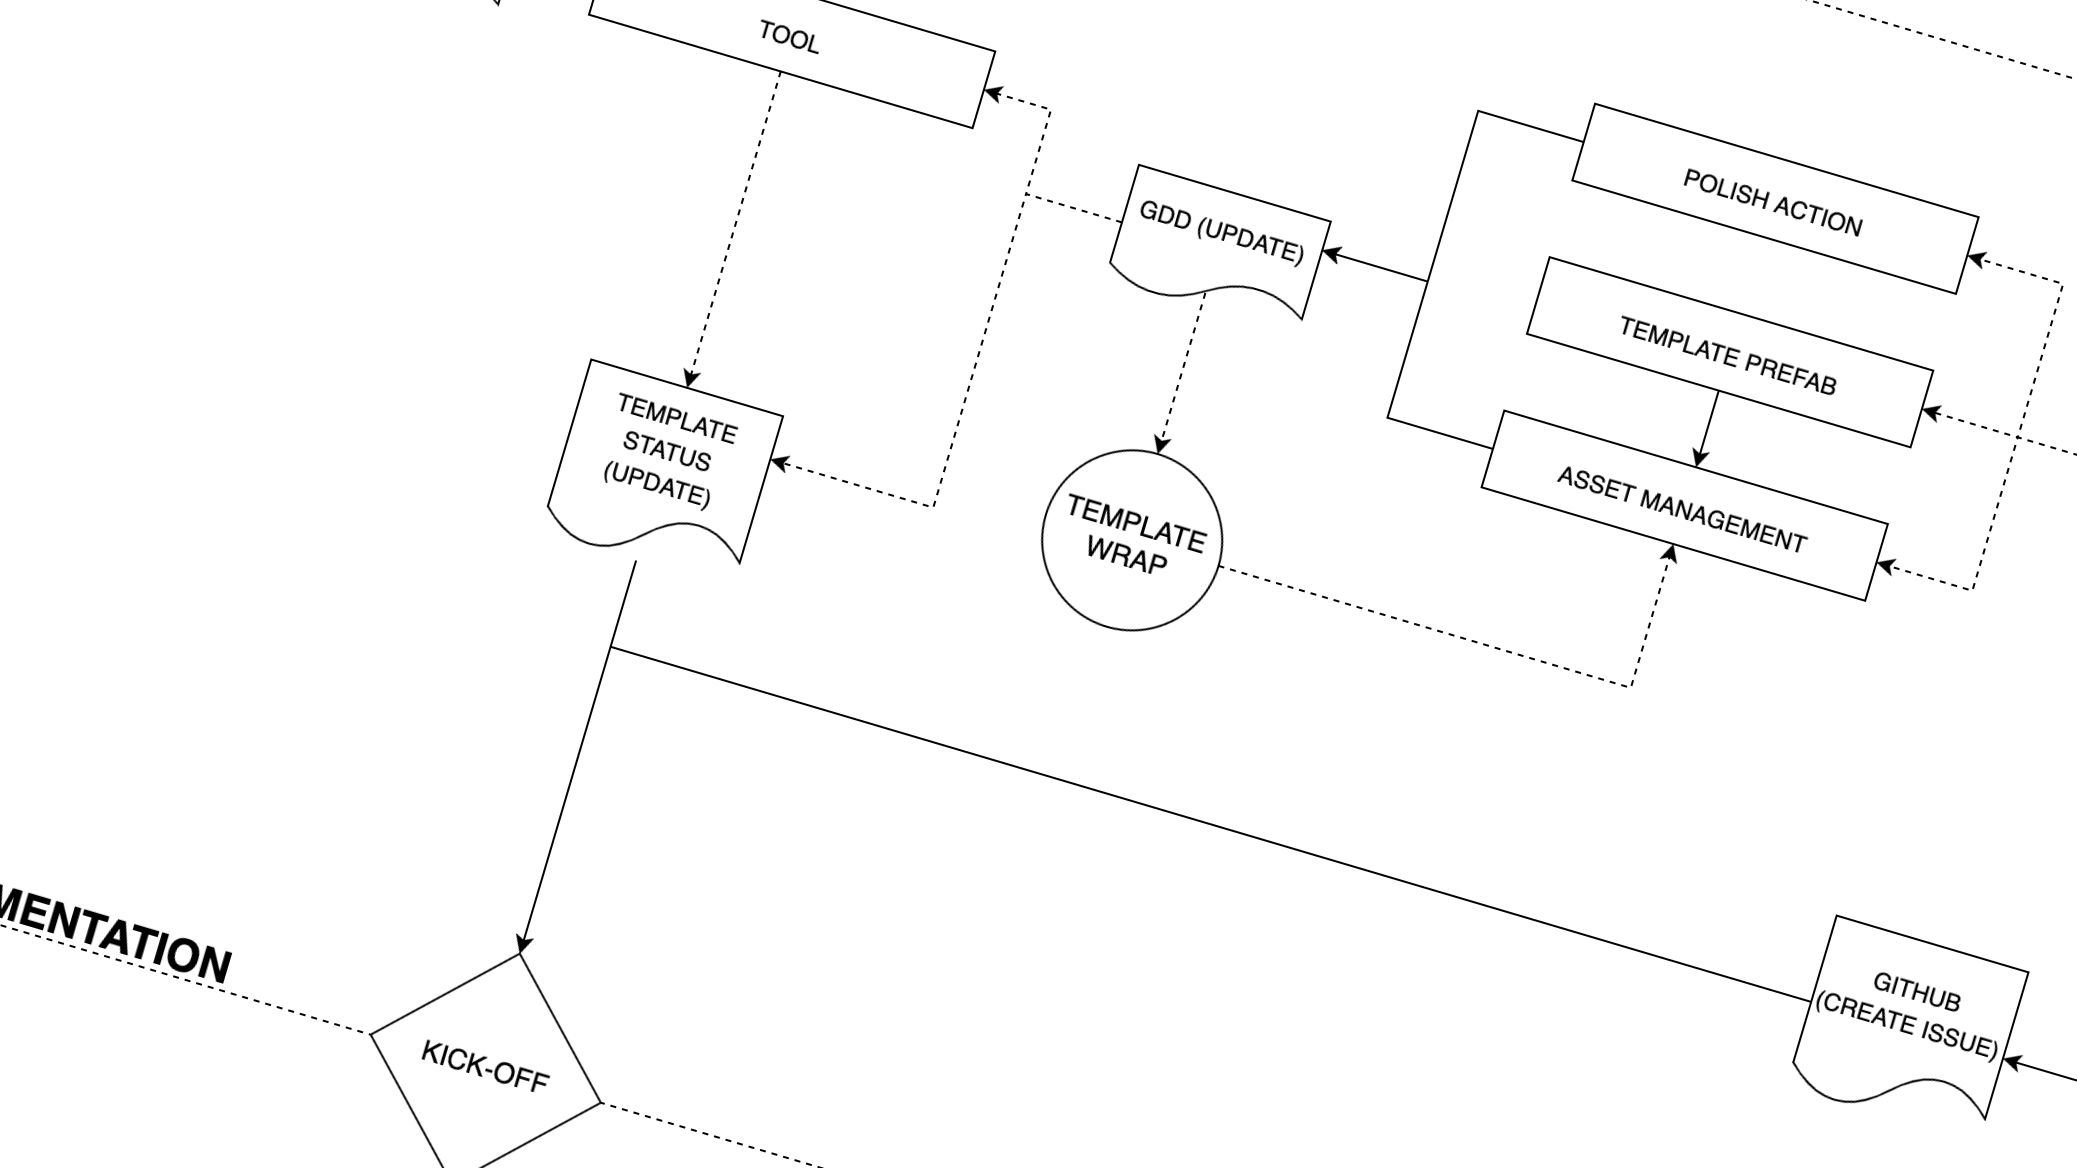 TOOL
POLISH ACTION
GDD (UPDATE)
TEMPLATE PREFAB
TEMPLATE
STATUS
(UPDATE)
ASSET MANAGEMENT
TEMPLATE
WRAP
MENTATION
GITHUB
(CREATE ISSUE)
KICK-OFF